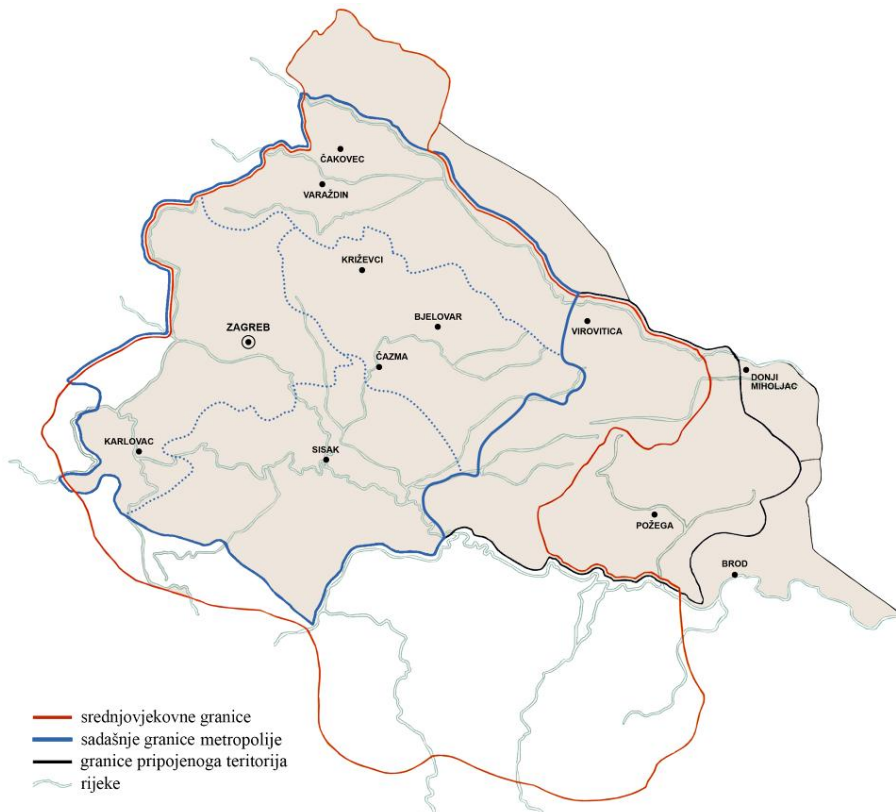 ČAKOVEC
VARAŽDIN
KRIŽEVCI
BJELOVAR
VIROVITICA
ZAGREB
ČAZMA
DONJI
MIHOLJAC
KARLOVAC
SISAK
POŽEGA
BROD
srednjovjekovne granice
sadašnje granice metropolije
granice pripojenoga teritorija
rijeke